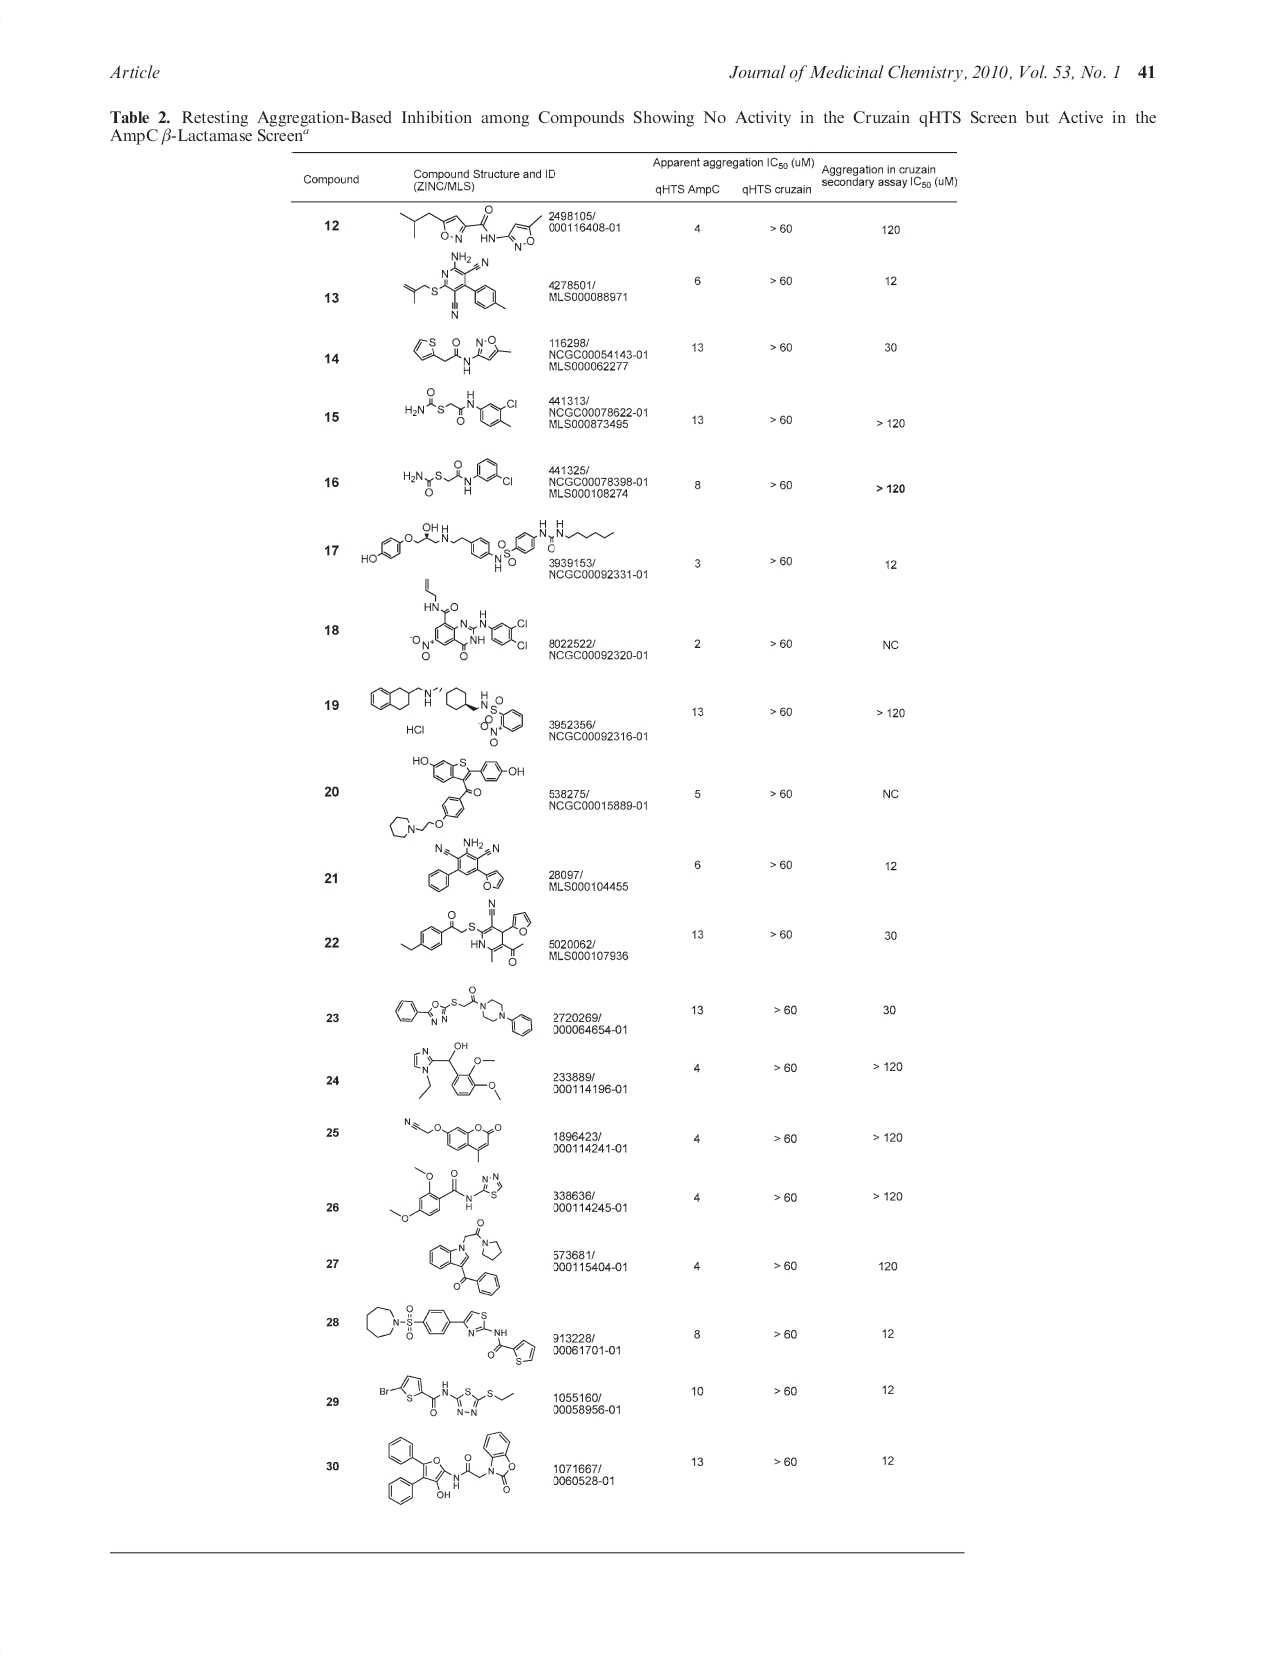 Article
Journal of Medicinal Chemistry, 2010, Vol. 53, No. 1 41
Table 2. Retesting Aggregation-Based Inhibition among Compounds Showing No Activity in the Cruzain qHTS Screen but Active in the
AmpC β-Lactamase Screenᵃ
Compound
Compound Structure and ID
(ZINC/MLS)
Apparent aggregation IC50 (uM)
qHTS AmpC qHTS cruzain
Aggregation in cruzain
secondary assay IC50 (uM)
12
2498105/
000116408-01
4 > 60 120
13
4278501/
MLS000088971
6 > 60 12
14
116298/
NCGC00054143-01
MLS000062277
13 > 60 30
15
441313/
NCGC00078622-01
MLS000873495
13 > 60 > 120
16
441325/
NCGC00078398-01
MLS000108274
8 > 60 > 120
17
3939153/
NCGC00092331-01
3 > 60 12
18
8022522/
NCGC00092320-01
2 > 60 NC
19
HCl
3952356/
NCGC00092316-01
13 > 60 > 120
20
538275/
NCGC00015889-01
5 > 60 NC
21
28097/
MLS000104455
6 > 60 12
22
5020062/
MLS000107936
13 > 60 30
23
2720269/
000064654-01
13 > 60 30
24
233889/
000114196-01
4 > 60 > 120
25
1896423/
000114241-01
4 > 60 > 120
26
338636/
000114245-01
4 > 60 > 120
27
573681/
000115404-01
4 > 60 120
28
913228/
00061701-01
8 > 60 12
29
1055160/
00058956-01
10 > 60 12
30
1071667/
0060528-01
13 > 60 12